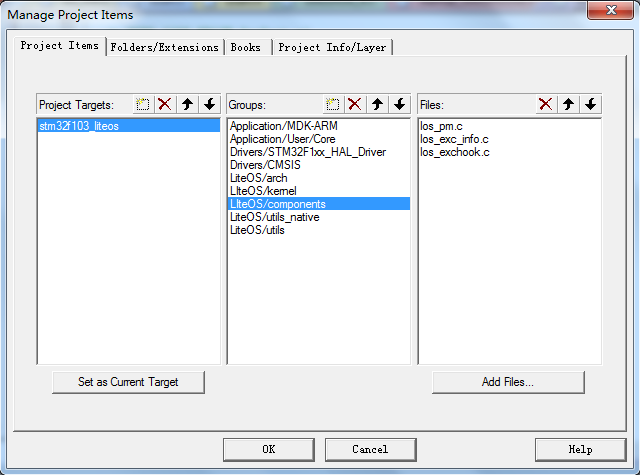 Manage Project Items
Project Items Folders/Extensions Books Project Info/Layer
Project Targets: Groups: Files:
stm32f103_liteos
Application/MDK-ARM
Application/User/Core
Drivers/STM32F1xx_HAL_Driver
Drivers/CMSIS
LiteOS/arch
LIteOS/kernel
LIteOS/components
LiteOS/utils_native
LiteOS/utils
los_pm.c
los_exc_info.c
los_exchook.c
Set as Current Target Add Files...
OK Cancel Help